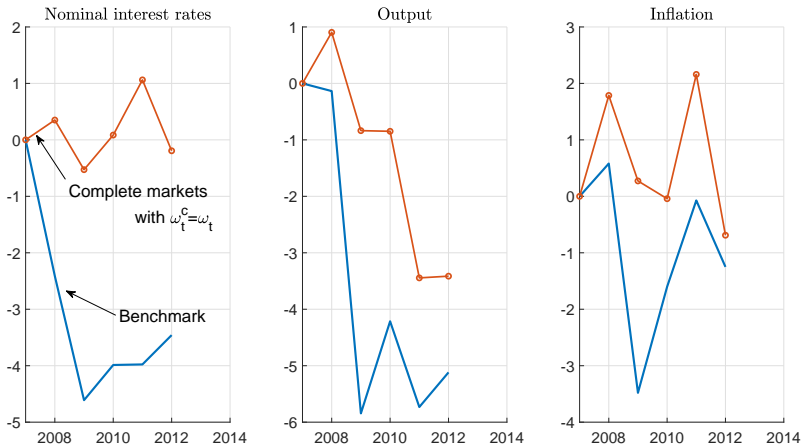 Nominal interest rates
2
1
0
-1
-2
-3
-4
-5
2008 2010 2012 2014
Complete markets
with ω_t^c=ω_t
Benchmark
Output
1
0
-1
-2
-3
-4
-5
-6
2008 2010 2012 2014
Inflation
3
2
1
0
-1
-2
-3
-4
2008 2010 2012 2014